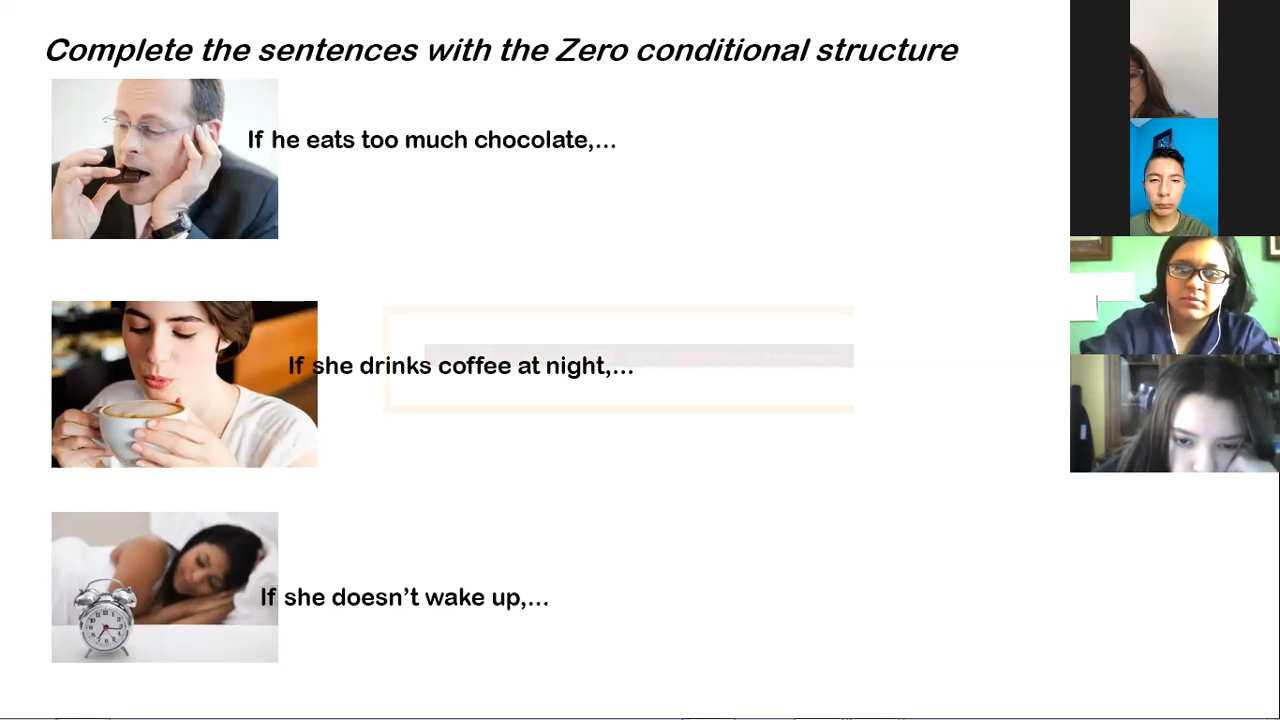 Complete the sentences with the Zero conditional structure
If he eats too much chocolate,...
If she drinks coffee at night,...
If she doesn’t wake up,...